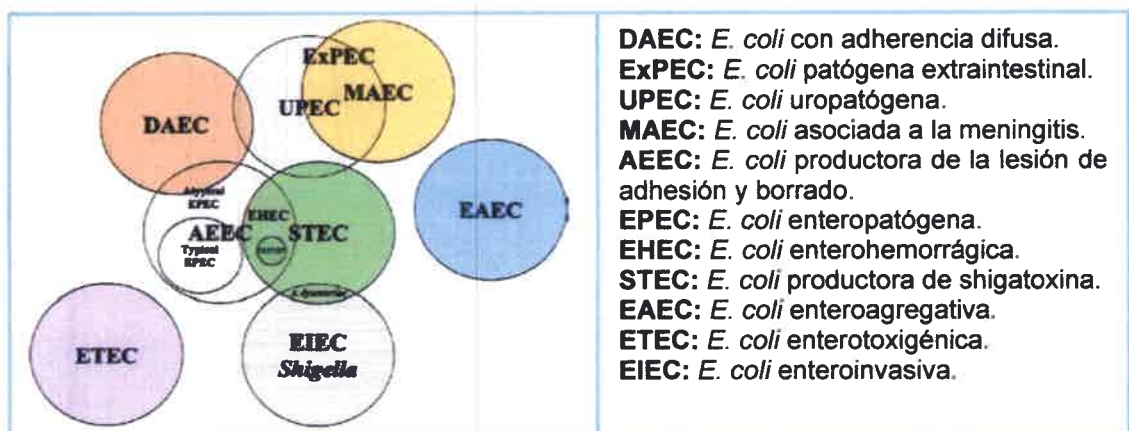 ExPEC
MAEC
UPEC
DAEC
Atypical
EPEC
EHEC
AEEC
STEC
EAEC
Typical
EPEC
ETEC
EIEC
Shigella
DAEC: E. coli con adherencia difusa.
ExPEC: E. coli patógena extraintestinal.
UPEC: E. coli uropatógena.
MAEC: E. coli asociada a la meningitis.
AEEC: E. coli productora de la lesión de
adhesión y borrado.
EPEC: E. coli enteropatógena.
EHEC: E. coli enterohemorrágica.
STEC: E. coli productora de shigatoxina.
EAEC: E. coli enteroagregativa.
ETEC: E. coli enterotoxigénica.
EIEC: E. coli enteroinvasiva.